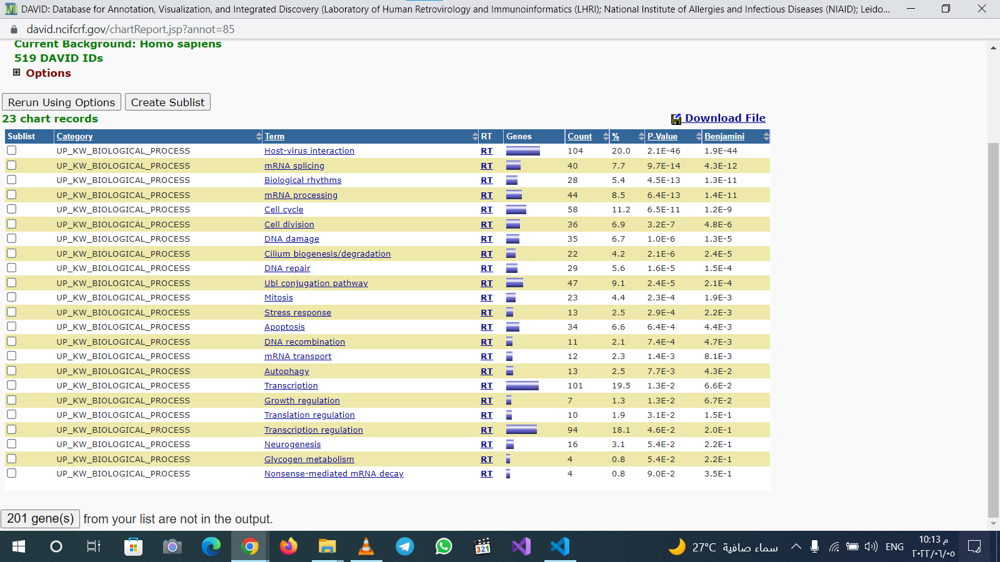 DAVID: Database for Annotation, Visualization, and Integrated Discovery (Laboratory of Human Retrovirology and Immunoinformatics (LHRI); National Institute of Allergies and Infectious Diseases (NIAID); Leido...
david.ncifcrf.gov/chartReport.jsp?annot=85
Current Background: Homo sapiens
519 DAVID IDs
Options
Rerun Using Options Create Sublist
23 chart records Download File
Sublist Category Term RT Genes Count % P-Value Benjamini
UP_KW_BIOLOGICAL_PROCESS Host-virus interaction RT 104 20.0 2.1E-46 1.9E-44
UP_KW_BIOLOGICAL_PROCESS mRNA splicing RT 40 7.7 9.7E-14 4.3E-12
UP_KW_BIOLOGICAL_PROCESS Biological rhythms RT 28 5.4 4.5E-13 1.3E-11
UP_KW_BIOLOGICAL_PROCESS mRNA processing RT 44 8.5 6.4E-13 1.4E-11
UP_KW_BIOLOGICAL_PROCESS Cell cycle RT 58 11.2 6.5E-11 1.2E-9
UP_KW_BIOLOGICAL_PROCESS Cell division RT 36 6.9 3.2E-7 4.8E-6
UP_KW_BIOLOGICAL_PROCESS DNA damage RT 35 6.7 1.0E-6 1.3E-5
UP_KW_BIOLOGICAL_PROCESS Cilium biogenesis/degradation RT 22 4.2 2.1E-6 2.4E-5
UP_KW_BIOLOGICAL_PROCESS DNA repair RT 29 5.6 1.6E-5 1.5E-4
UP_KW_BIOLOGICAL_PROCESS Ubl conjugation pathway RT 47 9.1 2.4E-5 2.1E-4
UP_KW_BIOLOGICAL_PROCESS Mitosis RT 23 4.4 2.3E-4 1.9E-3
UP_KW_BIOLOGICAL_PROCESS Stress response RT 13 2.5 2.9E-4 2.2E-3
UP_KW_BIOLOGICAL_PROCESS Apoptosis RT 34 6.6 6.4E-4 4.4E-3
UP_KW_BIOLOGICAL_PROCESS DNA recombination RT 11 2.1 7.4E-4 4.7E-3
UP_KW_BIOLOGICAL_PROCESS mRNA transport RT 12 2.3 1.4E-3 8.1E-3
UP_KW_BIOLOGICAL_PROCESS Autophagy RT 13 2.5 7.7E-3 4.3E-2
UP_KW_BIOLOGICAL_PROCESS Transcription RT 101 19.5 1.3E-2 6.6E-2
UP_KW_BIOLOGICAL_PROCESS Growth regulation RT 7 1.3 1.3E-2 6.7E-2
UP_KW_BIOLOGICAL_PROCESS Translation regulation RT 10 1.9 3.1E-2 1.5E-1
UP_KW_BIOLOGICAL_PROCESS Transcription regulation RT 94 18.1 4.6E-2 2.0E-1
UP_KW_BIOLOGICAL_PROCESS Neurogenesis RT 16 3.1 5.4E-2 2.2E-1
UP_KW_BIOLOGICAL_PROCESS Glycogen metabolism RT 4 0.8 5.4E-2 2.2E-1
UP_KW_BIOLOGICAL_PROCESS Nonsense-mediated mRNA decay RT 4 0.8 9.0E-2 3.5E-1
201 gene(s) from your list are not in the output.
321 27°C سماء صافية ENG 10:13 م
٢٠٢٢/٠٦/٠٥